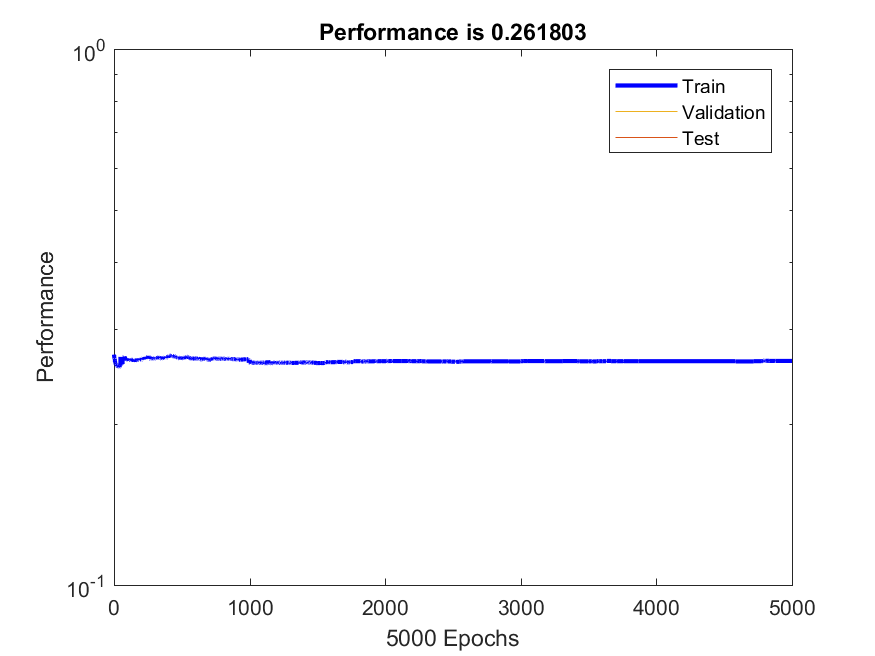 Performance is 0.261803
10^0
Train
Validation
Test
Performance
10^-1
0 1000 2000 3000 4000 5000
5000 Epochs